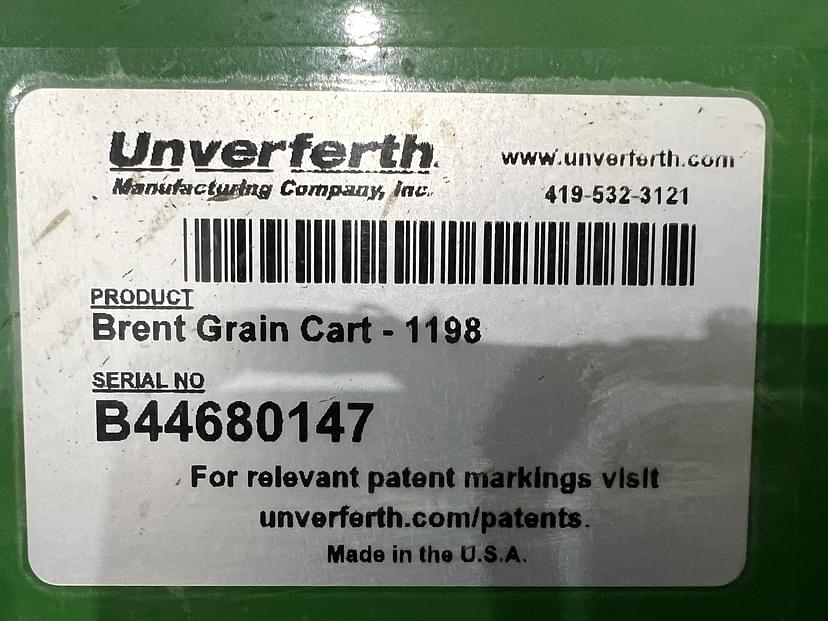 Unverferth
Manufacturing Company, Inc.
www.unverferth.com
419-532-3121
PRODUCT
Brent Grain Cart - 1198
SERIAL NO
B44680147
For relevant patent markings visit
unverferth.com/patents.
Made in the U.S.A.